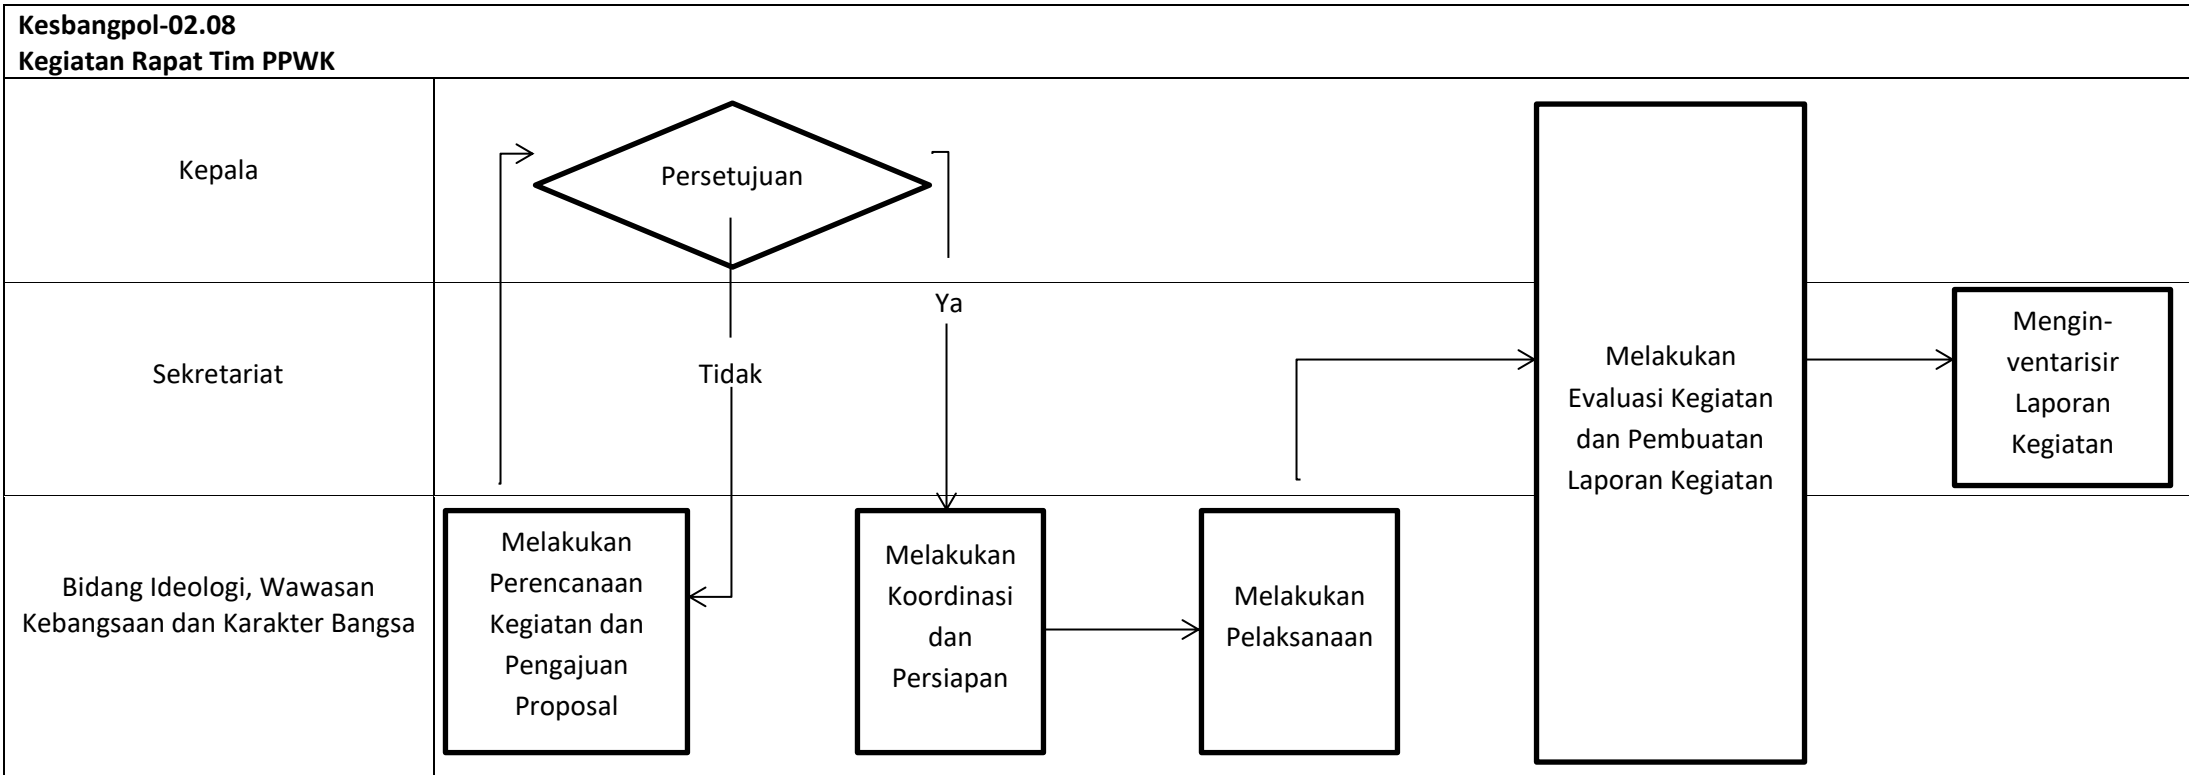 Kesbangpol-02.08
Kegiatan Rapat Tim PPWK
Kepala
Persetujuan
Ya
Sekretariat
Tidak
Melakukan
Evaluasi Kegiatan
dan Pembuatan
Laporan Kegiatan
Mengin-
ventarisir
Laporan
Kegiatan
Bidang Ideologi, Wawasan
Kebangsaan dan Karakter Bangsa
Melakukan
Perencanaan
Kegiatan dan
Pengajuan
Proposal
Melakukan
Koordinasi
dan
Persiapan
Melakukan
Pelaksanaan